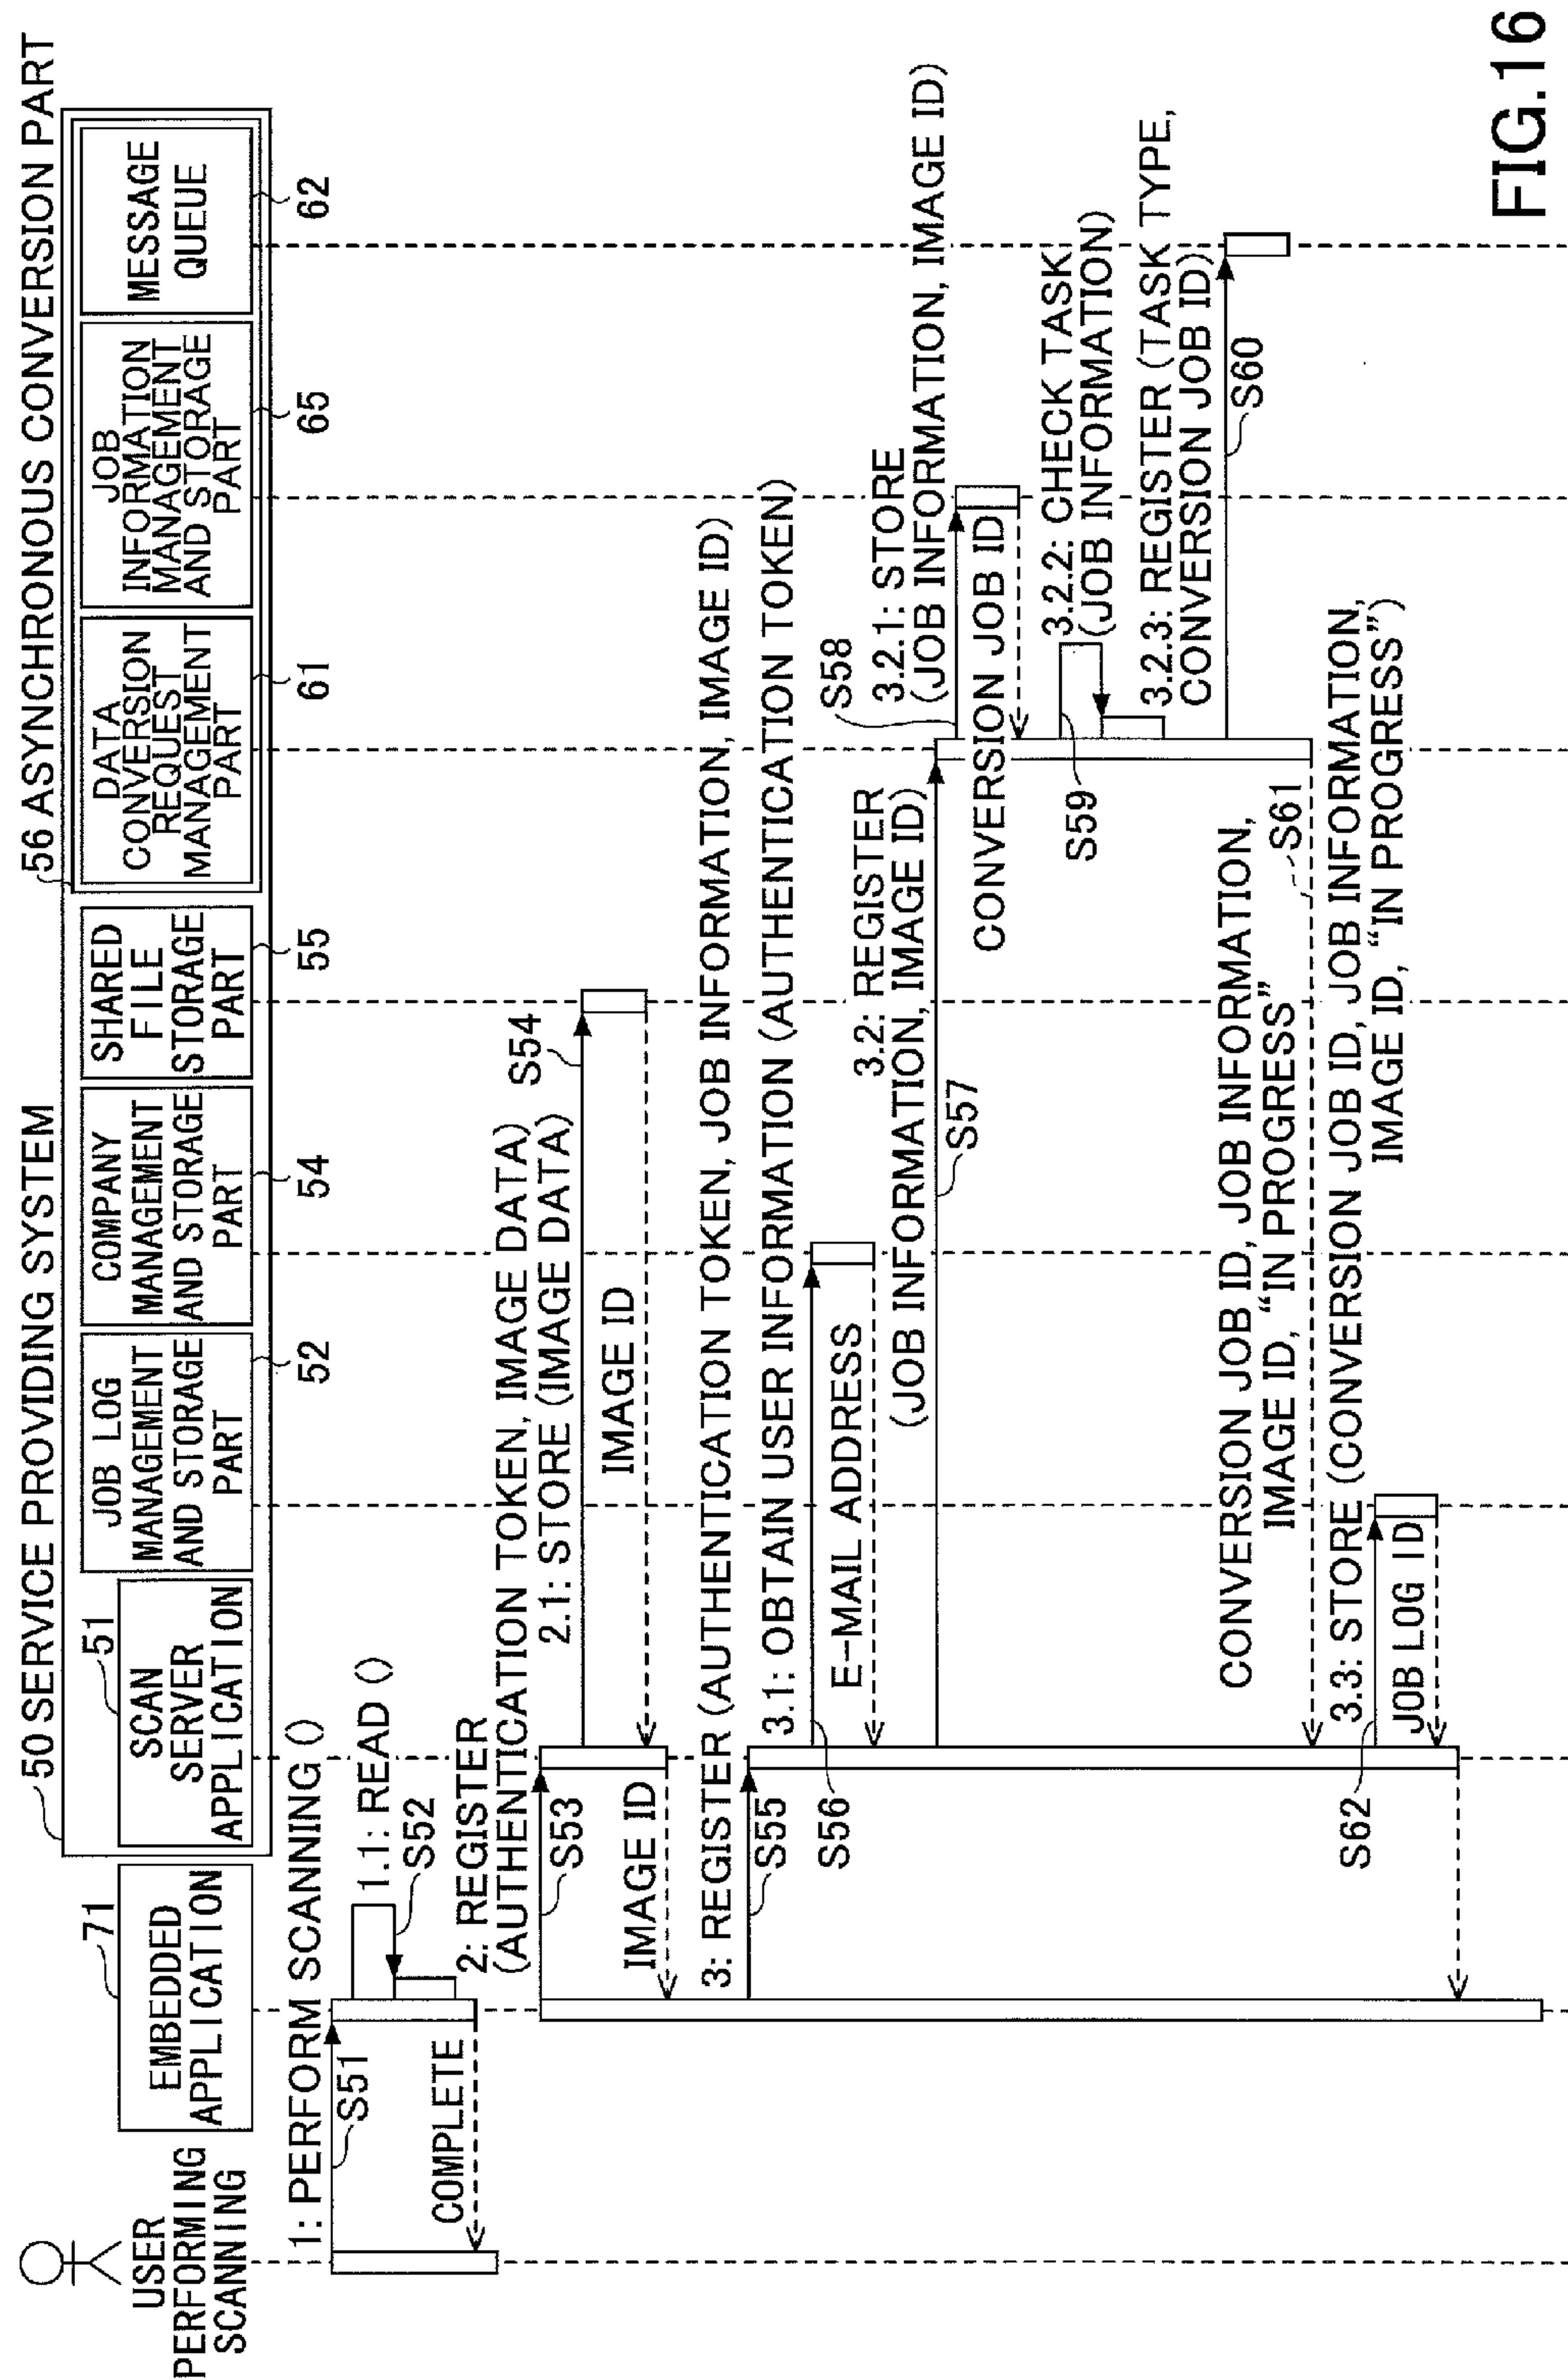 50 SERVICE PROVIDING SYSTEM
56 ASYNCHRONOUS CONVERSION PART
USER
PERFORMING
SCANNING
71
EMBEDDED
APPLICATION
51
SCAN
SERVER
APPLICATION
JOB LOG
MANAGEMENT
AND STORAGE
PART
52
COMPANY
MANAGEMENT
AND STORAGE
PART
54
SHARED
FILE
STORAGE
PART
55
DATA
CONVERSION
REQUEST
MANAGEMENT
PART
61
JOB
INFORMATION
MANAGEMENT
AND STORAGE
PART
65
MESSAGE
QUEUE
62
1: PERFORM SCANNING ()
S51
1.1: READ ()
S52
COMPLETE
2: REGISTER
(AUTHENTICATION TOKEN, IMAGE DATA)
S53
2.1: STORE (IMAGE DATA)
S54
IMAGE ID
IMAGE ID
3: REGISTER (AUTHENTICATION TOKEN, JOB INFORMATION, IMAGE ID)
S55
3.1: OBTAIN USER INFORMATION (AUTHENTICATION TOKEN)
S56
E-MAIL ADDRESS
3.2: REGISTER
(JOB INFORMATION, IMAGE ID)
S57
S58
3.2.1: STORE
(JOB INFORMATION, IMAGE ID)
CONVERSION JOB ID
3.2.2: CHECK TASK
(JOB INFORMATION)
S59
3.2.3: REGISTER (TASK TYPE,
CONVERSION JOB ID)
S60
CONVERSION JOB ID, JOB INFORMATION,
IMAGE ID, “IN PROGRESS”
S61
3.3: STORE (CONVERSION JOB ID, JOB INFORMATION,
IMAGE ID, “IN PROGRESS”)
S62
JOB LOG ID
FIG.16